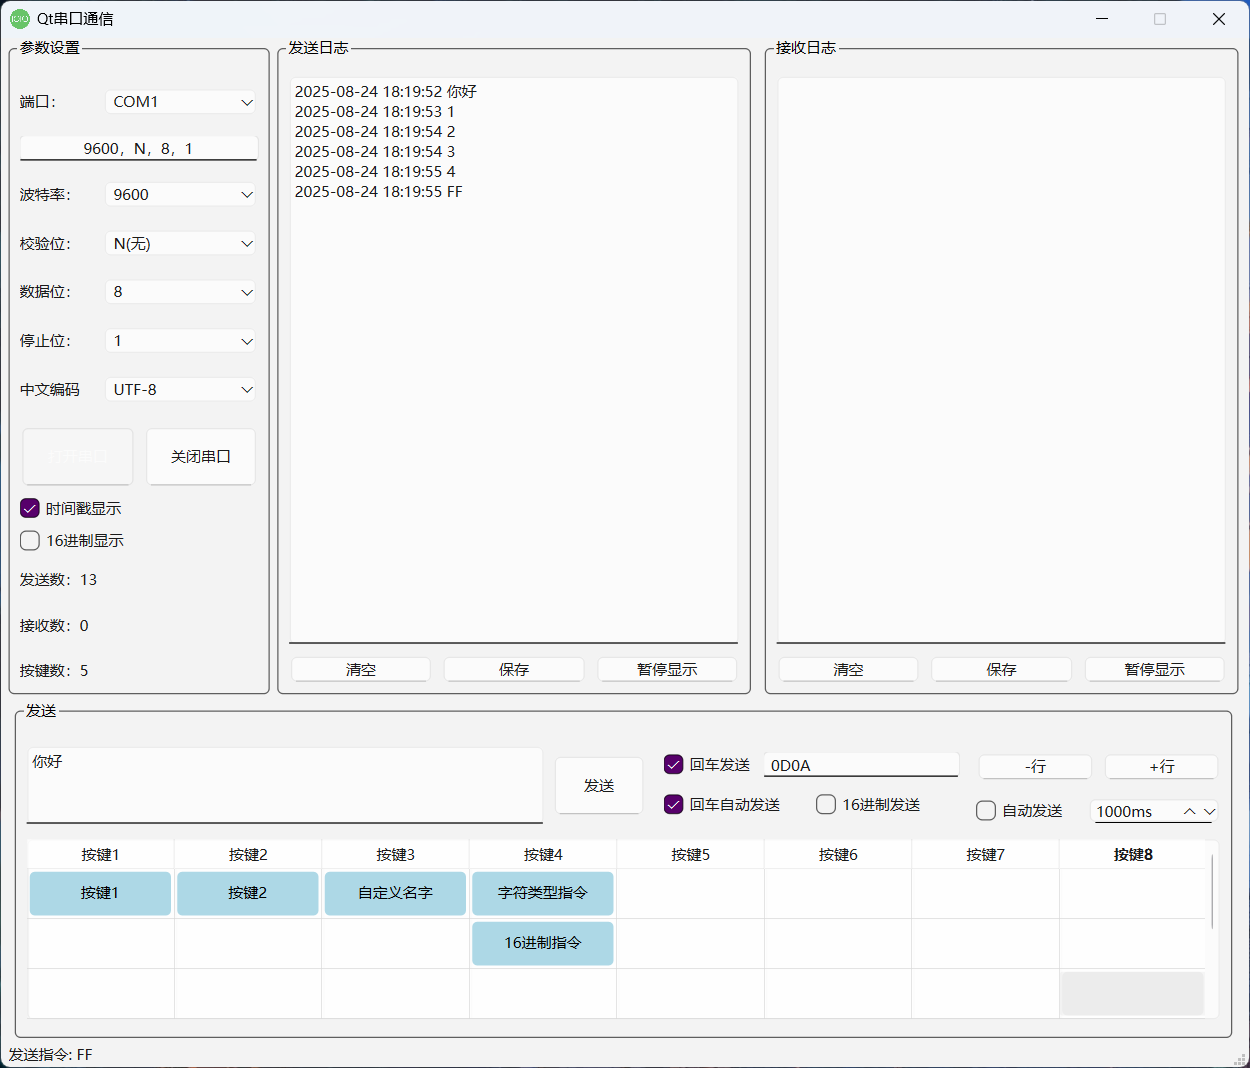 Qt串口通信
参数设置
端口：
COM1
9600，N，8，1
波特率：
9600
校验位：
N(无)
数据位：
8
停止位：
1
中文编码
UTF-8
打开串口
关闭串口
时间戳显示
16进制显示
发送数：13
接收数：0
按键数：5
发送日志
2025-08-24 18:19:52 你好
2025-08-24 18:19:53 1
2025-08-24 18:19:54 2
2025-08-24 18:19:54 3
2025-08-24 18:19:55 4
2025-08-24 18:19:55 FF
清空
保存
暂停显示
接收日志
清空
保存
暂停显示
发送
你好
发送
回车发送
0D0A
-行
+行
回车自动发送
16进制发送
自动发送
1000ms
按键1
按键2
按键3
按键4
按键5
按键6
按键7
按键8
按键1
按键2
自定义名字
字符类型指令
16进制指令
发送指令: FF